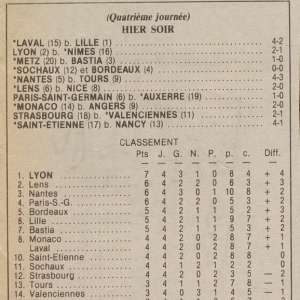 (Quatrième journée)
HIER SOIR
*LAVAL (15) b. LILLE (1) 4-2
LYON (2) b. *NIMES (16) 2-1
*METZ (20) b. BASTIA (3) 1-0
*SOCHAUX (12) et BORDEAUX (4) 0-0
*NANTES (5) b. TOURS (9) 4-3
*LENS (6) b. NICE (8) 2-1
PARIS-SAINT-GERMAIN (6) b. *AUXERRE (19) 1-0
*MONACO (14) b. ANGERS (9) 2-0
STRASBOURG (18) b. *VALENCIENNES (11) 2-1
*SAINT-ETIENNE (17) b. NANCY (13) 4-1
CLASSEMENT
Pts J. G. N. P. p. c. Diff.
1. LYON 7 4 3 1 0 8 4 + 4
2. Lens 6 4 2 2 0 6 3 + 3
3. Nantes 6 4 3 0 1 10 8 + 2
4. Paris-S.-G. 6 4 2 2 0 5 3 + 2
5. Bordeaux 5 4 2 1 1 5 2 + 3
6. Lille 5 4 2 1 1 9 7 + 2
7. Bastia 5 4 2 1 1 5 3 + 2
8. Monaco 4 4 2 0 2 8 7 + 1
Laval 4 4 2 0 2 8 7 + 1
10. Saint-Etienne 4 4 2 0 2 8 8 0
11. Sochaux 4 4 1 2 1 2 2 0
12. Strasbourg 4 4 2 0 2 3 5 — 2
13. Tours 3 4 1 1 2 7 8 — 1
14. Valenciennes 3 4 0 3 1 4 5